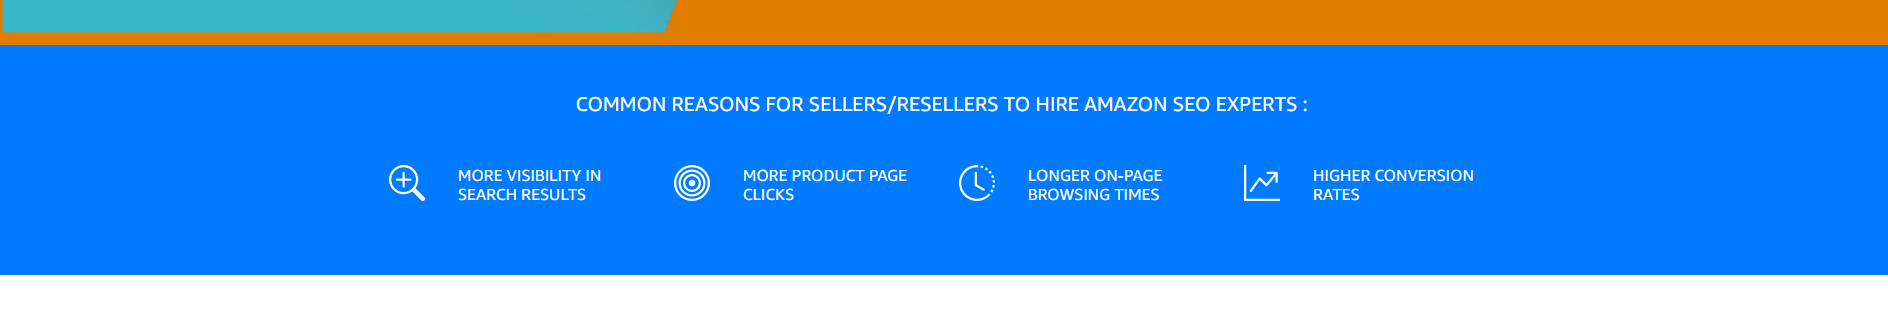 COMMON REASONS FOR SELLERS/RESELLERS TO HIRE AMAZON SEO EXPERTS :
MORE VISIBILITY IN
SEARCH RESULTS
MORE PRODUCT PAGE
CLICKS
LONGER ON-PAGE
BROWSING TIMES
HIGHER CONVERSION
RATES